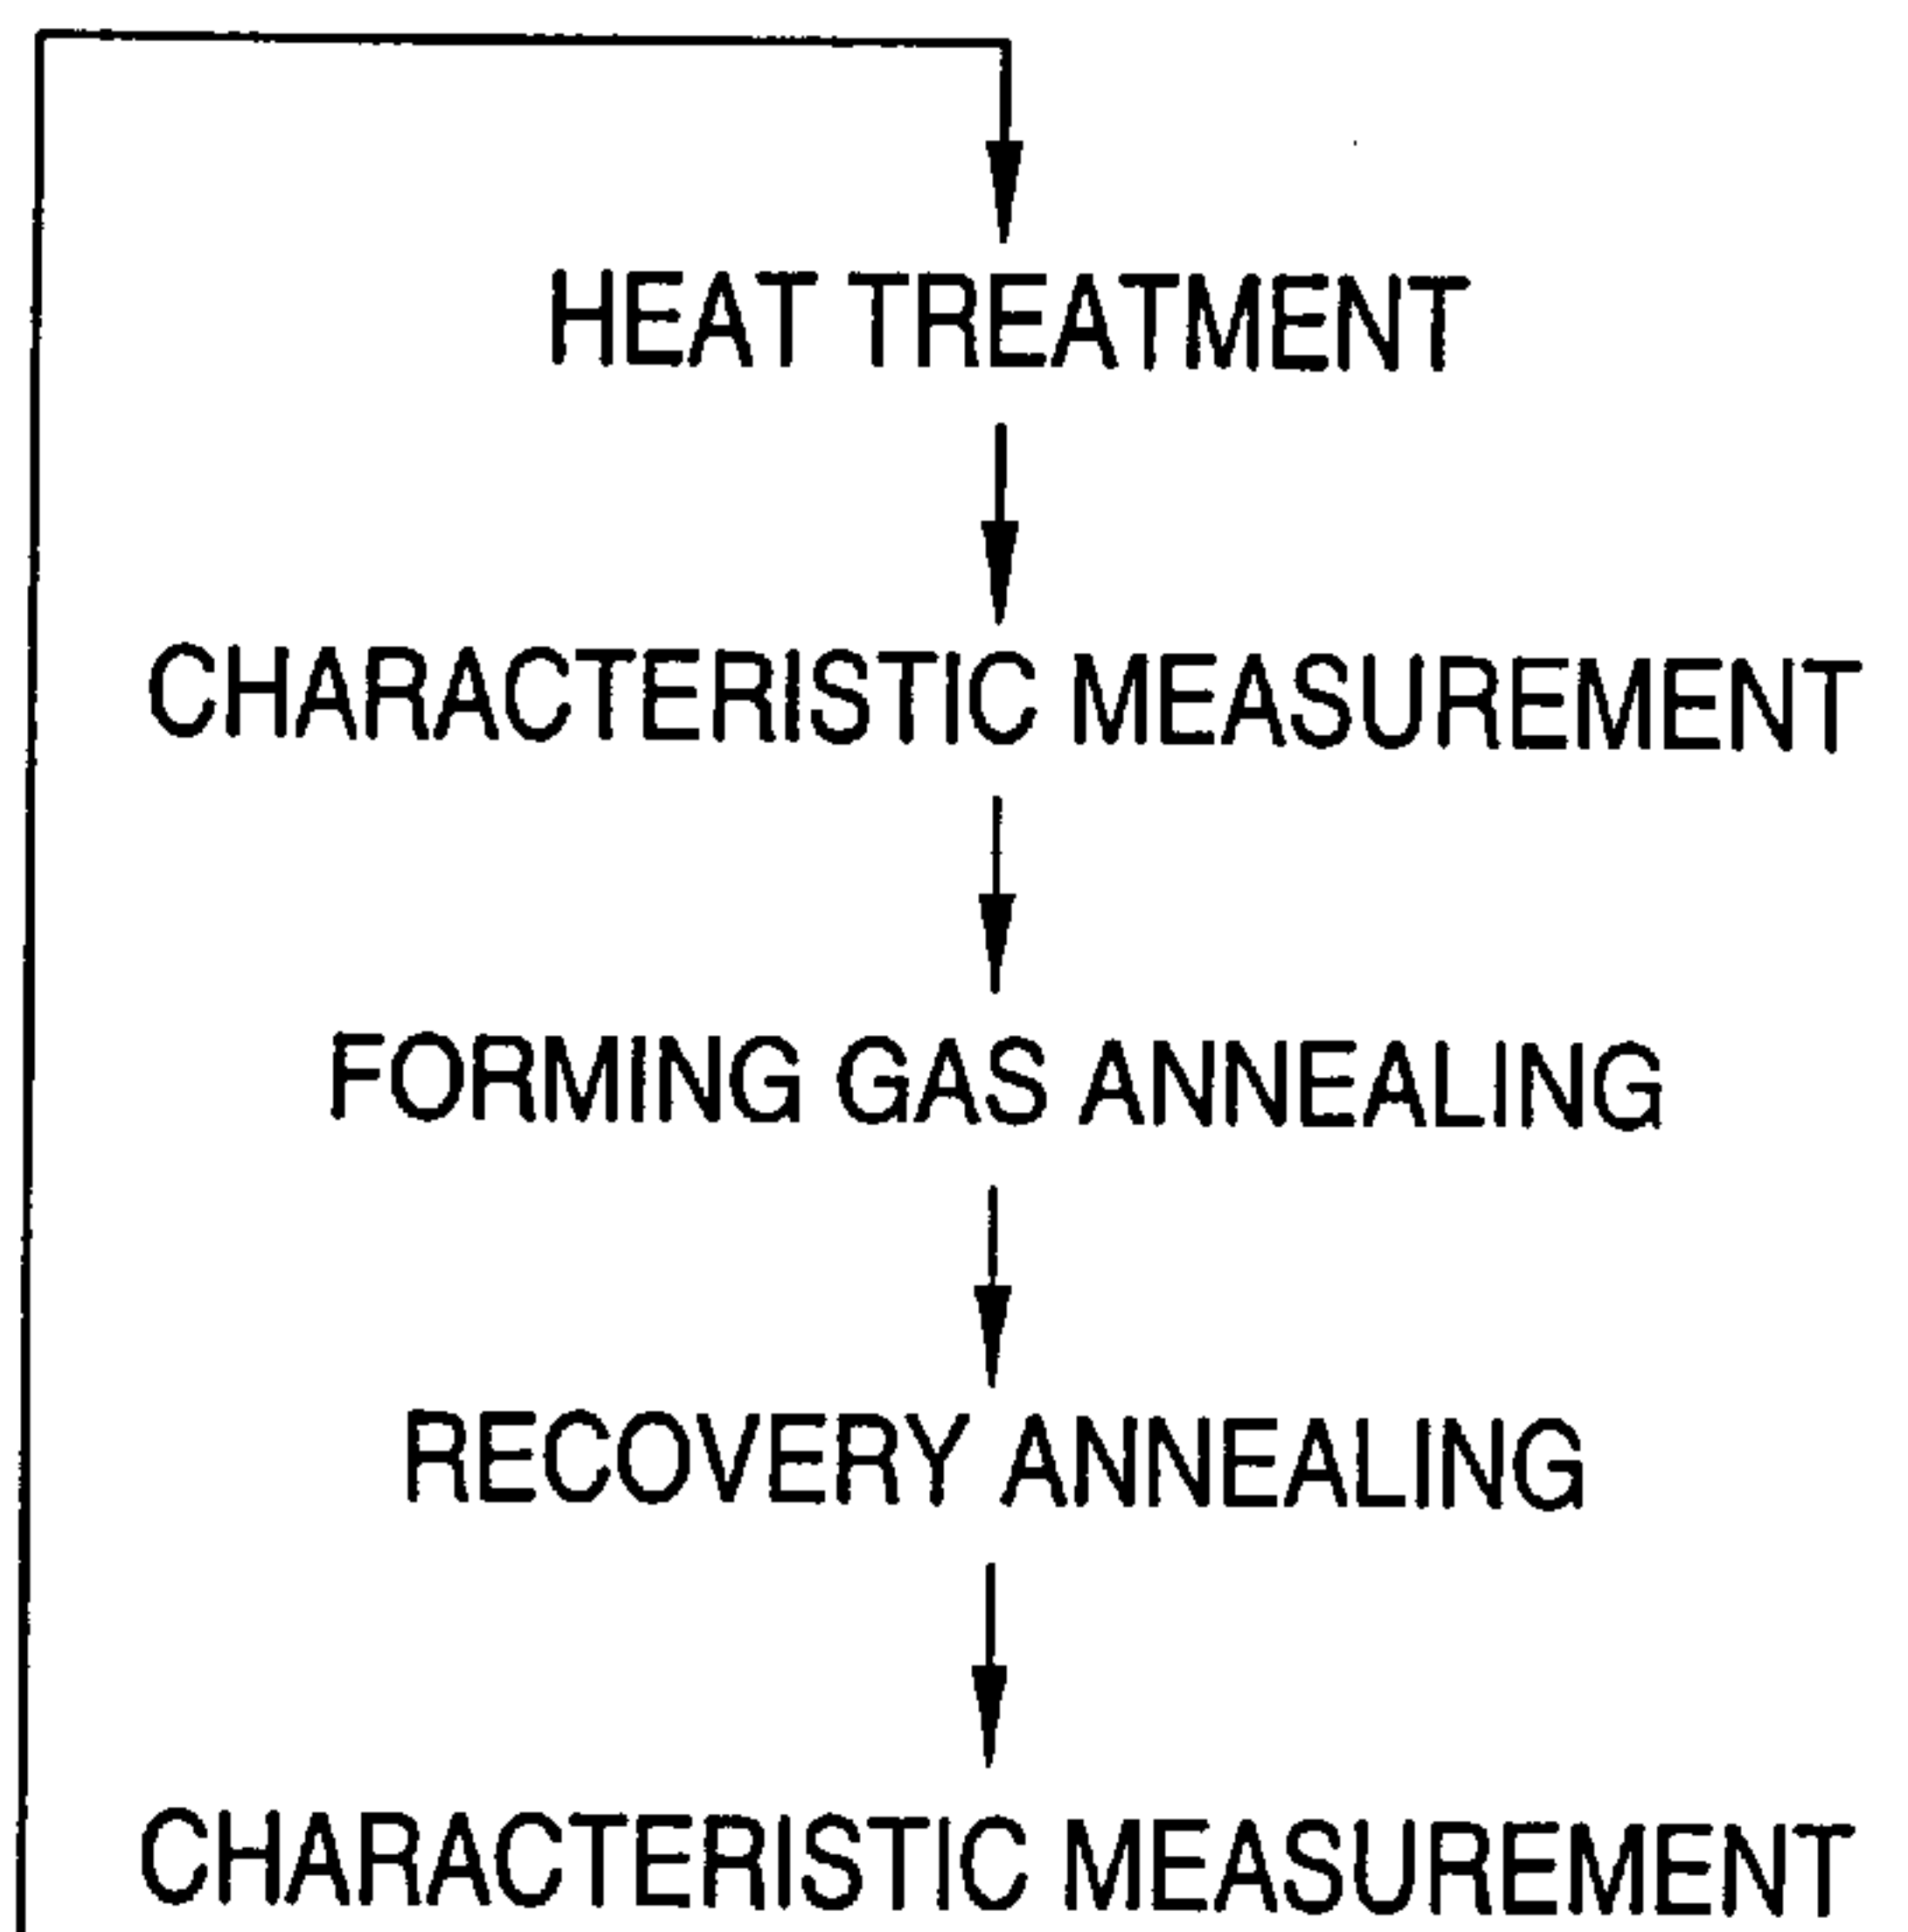 HEAT TREATMENT
CHARACTERISTIC MEASUREMENT
FORMING GAS ANNEALING
RECOVERY ANNEALING
CHARACTERISTIC MEASUREMENT